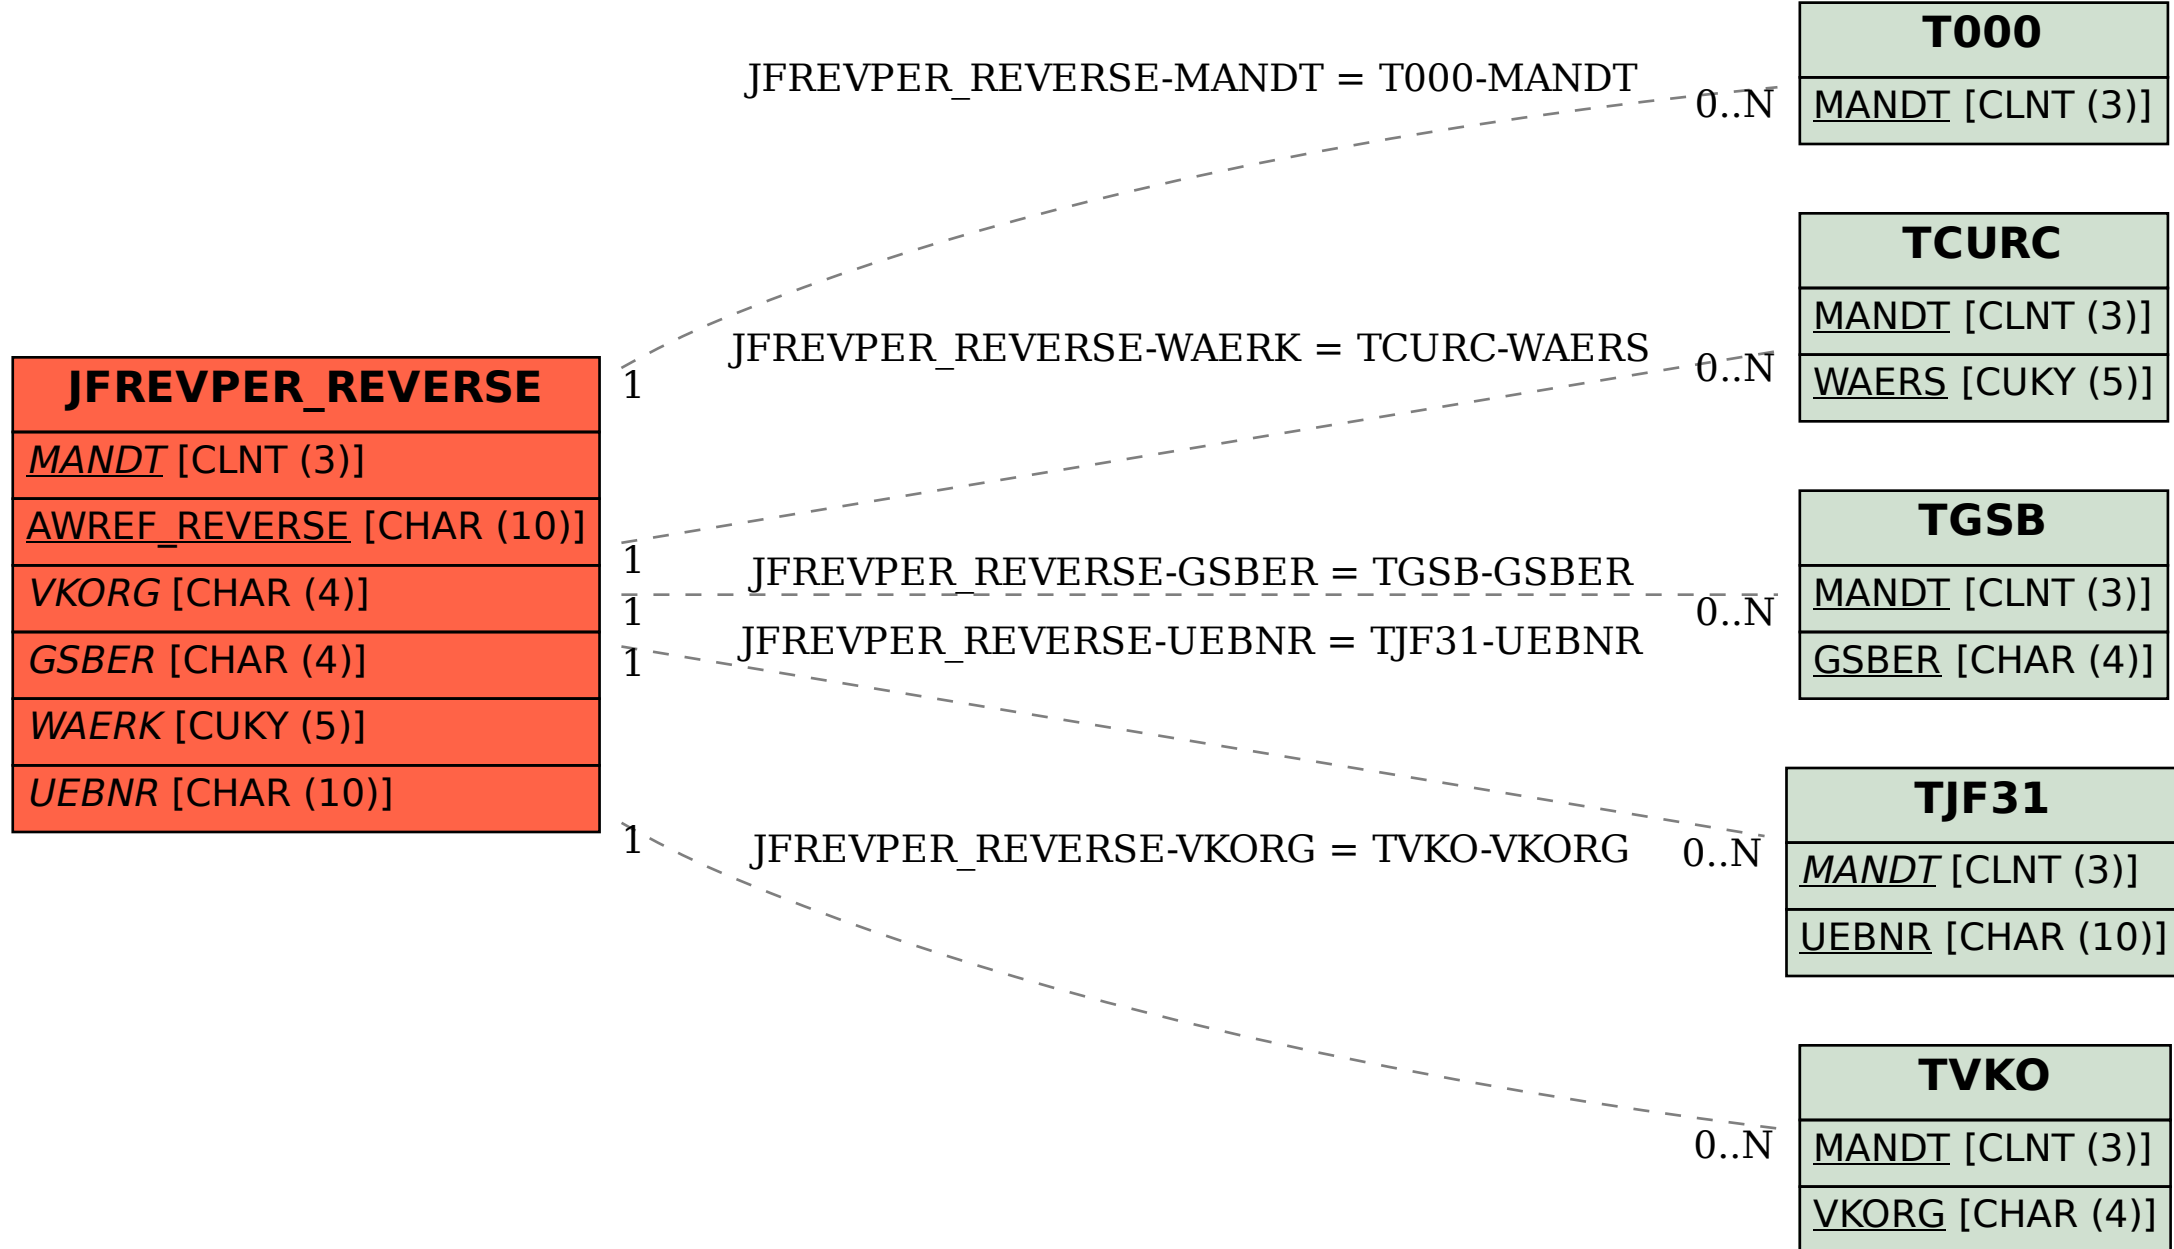 JFREVPER_REVERSE
MANDT [CLNT (3)]
AWREF_REVERSE [CHAR (10)]
VKORG [CHAR (4)]
GSBER [CHAR (4)]
WAERK [CUKY (5)]
UEBNR [CHAR (10)]
JFREVPER_REVERSE-MANDT = T000-MANDT
0..N
1
JFREVPER_REVERSE-WAERK = TCURC-WAERS
0..N
1
JFREVPER_REVERSE-GSBER = TGSB-GSBER
0..N
1
JFREVPER_REVERSE-UEBNR = TJF31-UEBNR
0..N
1
JFREVPER_REVERSE-VKORG = TVKO-VKORG
0..N
1
T000
MANDT [CLNT (3)]
TCURC
MANDT [CLNT (3)]
WAERS [CUKY (5)]
TGSB
MANDT [CLNT (3)]
GSBER [CHAR (4)]
TJF31
MANDT [CLNT (3)]
UEBNR [CHAR (10)]
TVKO
MANDT [CLNT (3)]
VKORG [CHAR (4)]